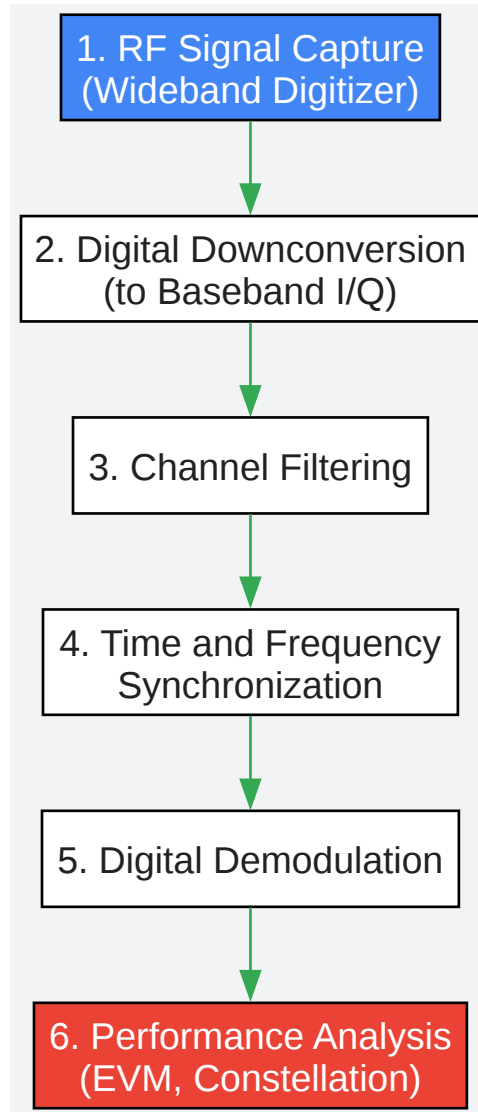 1. RF Signal Capture
(Wideband Digitizer)
2. Digital Downconversion
(to Baseband I/Q)
3. Channel Filtering
4. Time and Frequency
Synchronization
5. Digital Demodulation
6. Performance Analysis
(EVM, Constellation)